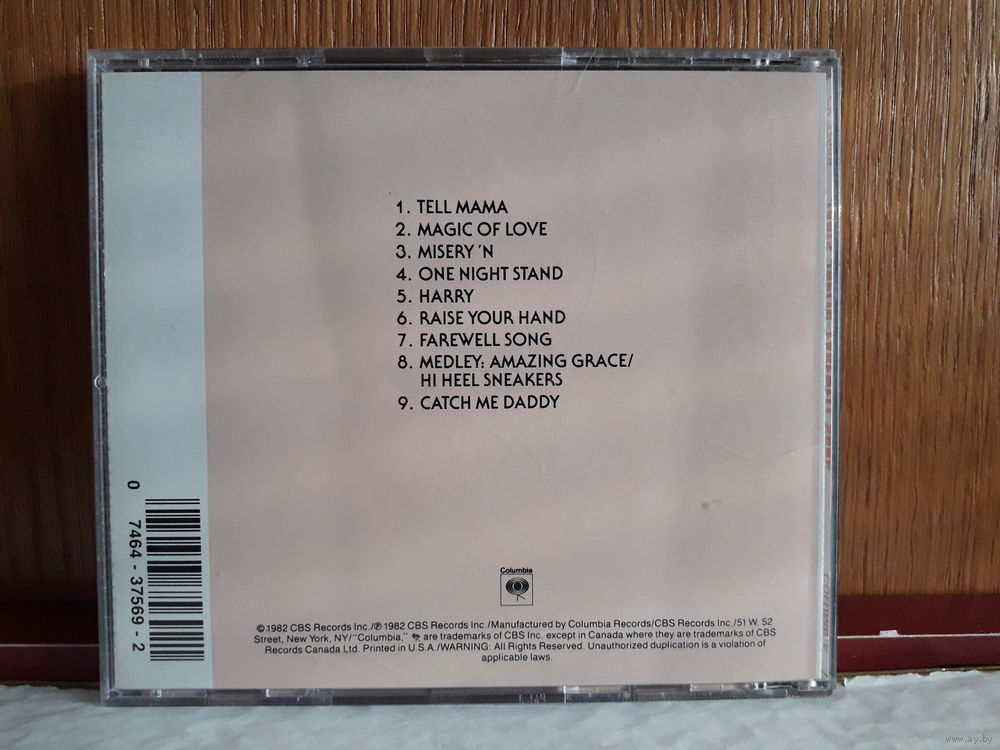 1. TELL MAMA
2. MAGIC OF LOVE
3. MISERY 'N
4. ONE NIGHT STAND
5. HARRY
6. RAISE YOUR HAND
7. FAREWELL SONG
8. MEDLEY: AMAZING GRACE/
HI HEEL SNEAKERS
9. CATCH ME DADDY
0 7464-37569-2
Columbia
©1982 CBS Records Inc./℗1982 CBS Records Inc./Manufactured by Columbia Records/CBS Records Inc./51 W. 52
Street, New York, NY/"Columbia," are trademarks of CBS Inc. except in Canada where they are trademarks of CBS
Records Canada Ltd. Printed in U.S.A./WARNING: All Rights Reserved. Unauthorized duplication is a violation of
applicable laws.
www.ay.by